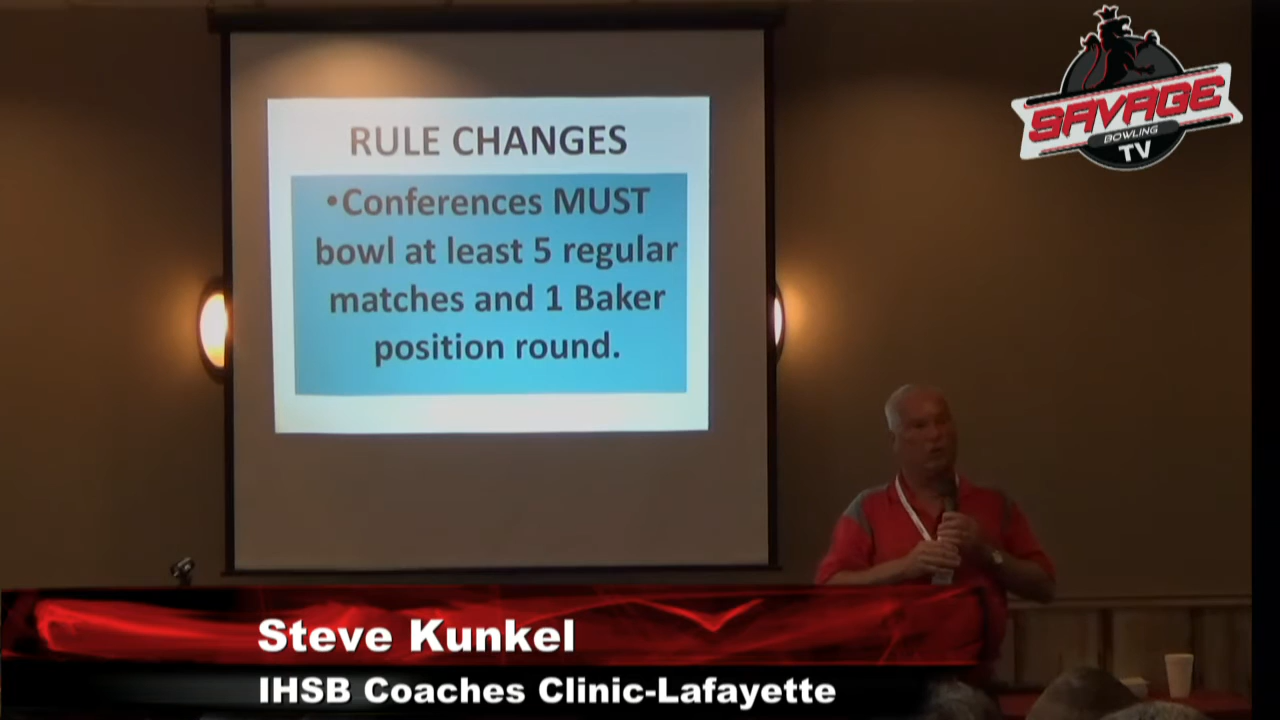 SAVAGE
BOWLING
TV
RULE CHANGES
•Conferences MUST
bowl at least 5 regular
matches and 1 Baker
position round.
Steve Kunkel
IHSB Coaches Clinic-Lafayette